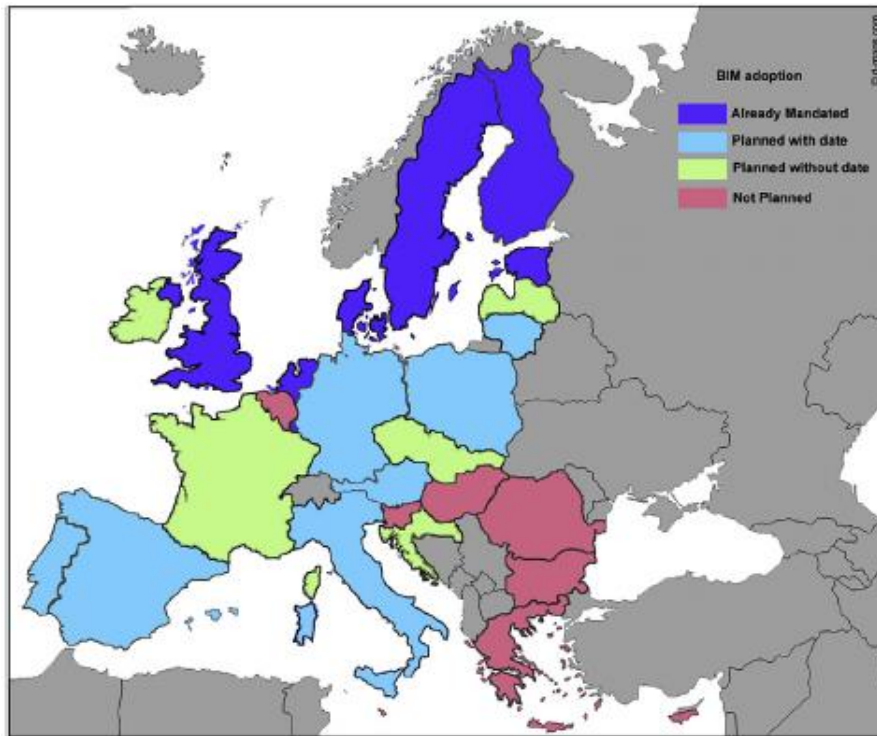 BIM adoption
Already Mandated
Planned with date
Planned without date
Not Planned